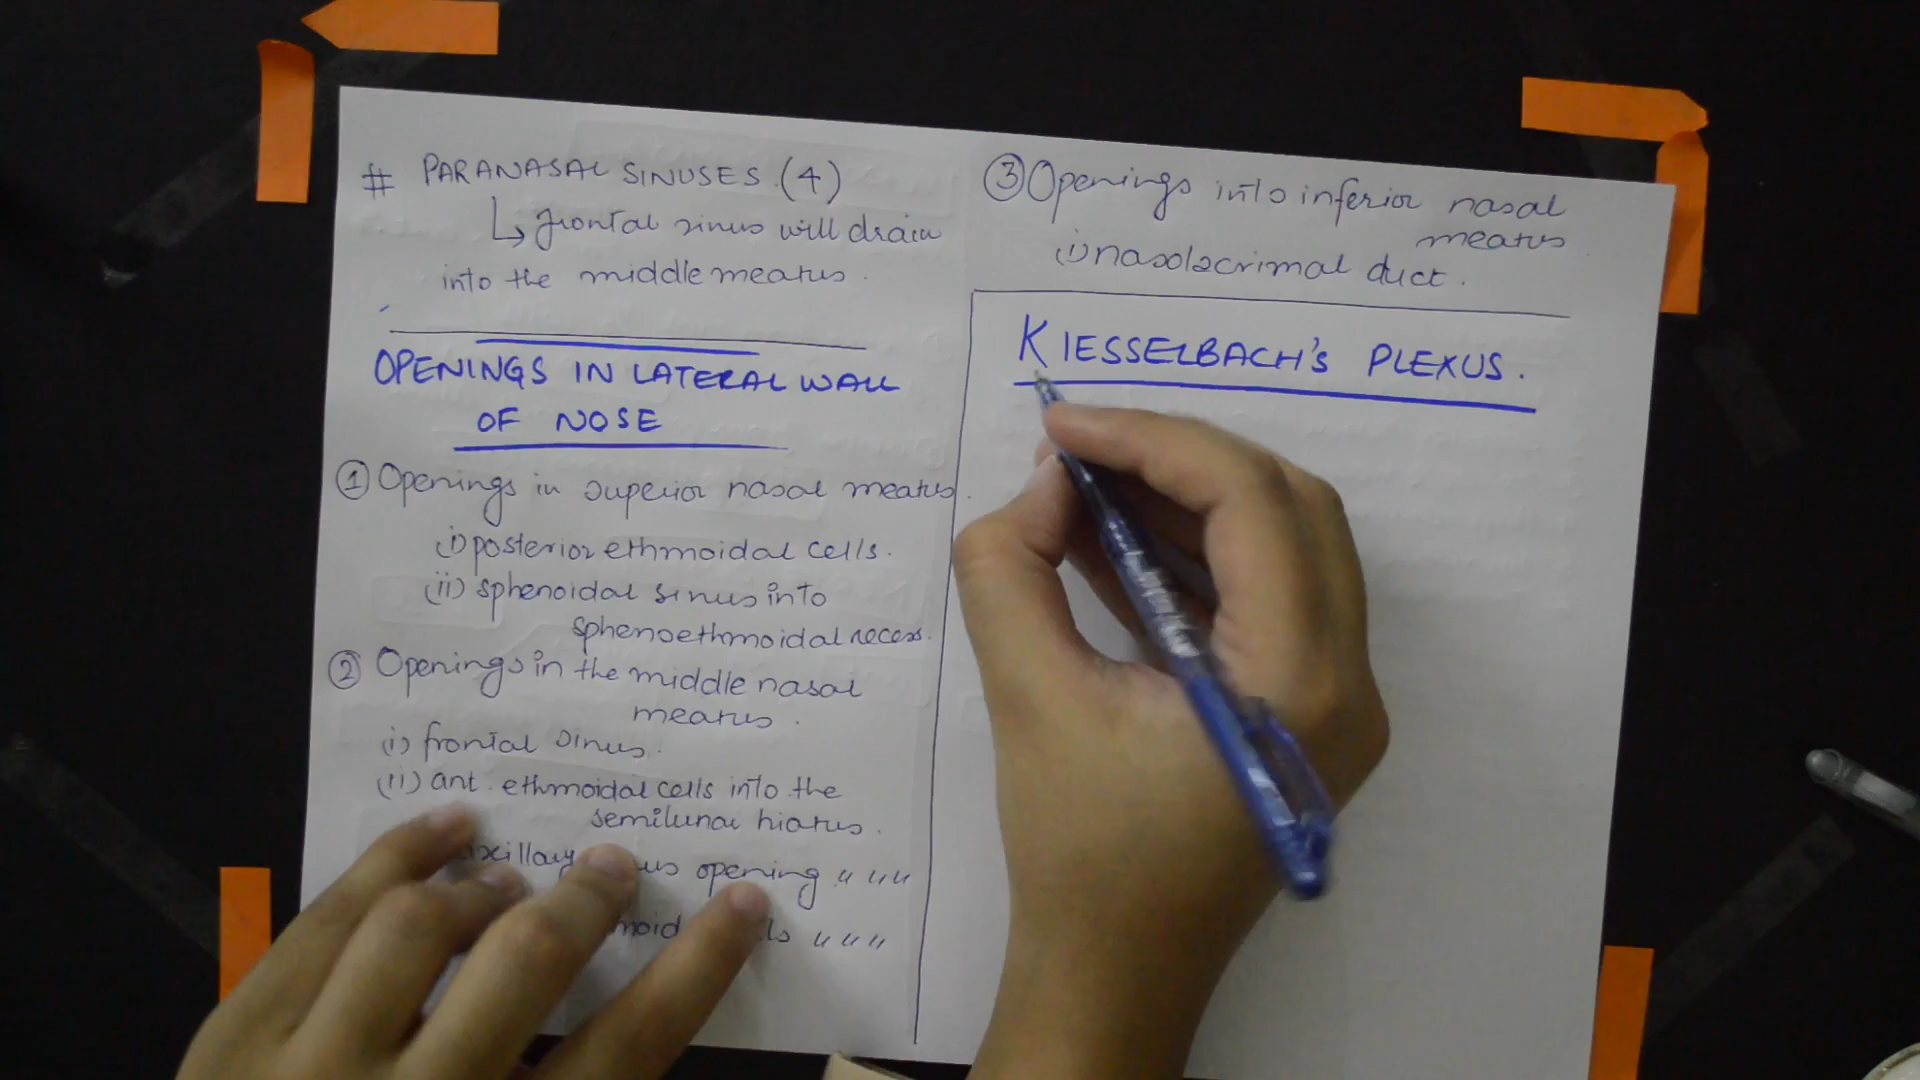 # PARANASAL SINUSES. (4)
↳ frontal sinus will drain
into the middle meatus.
OPENINGS IN LATERAL WALL
OF NOSE
① Openings in superior nasal meatus.
(i) posterior ethmoidal cells.
(ii) sphenoidal sinus into
sphenoethmoidal recess.
② Openings in the middle nasal
meatus.
(i) frontal sinus.
(ii) ant. ethmoidal cells into the
semilunar hiatus.
opening " " "
" " "
③ Openings into inferior nasal
meatus
(i) nasolacrimal duct.
KIESSELBACH'S PLEXUS.